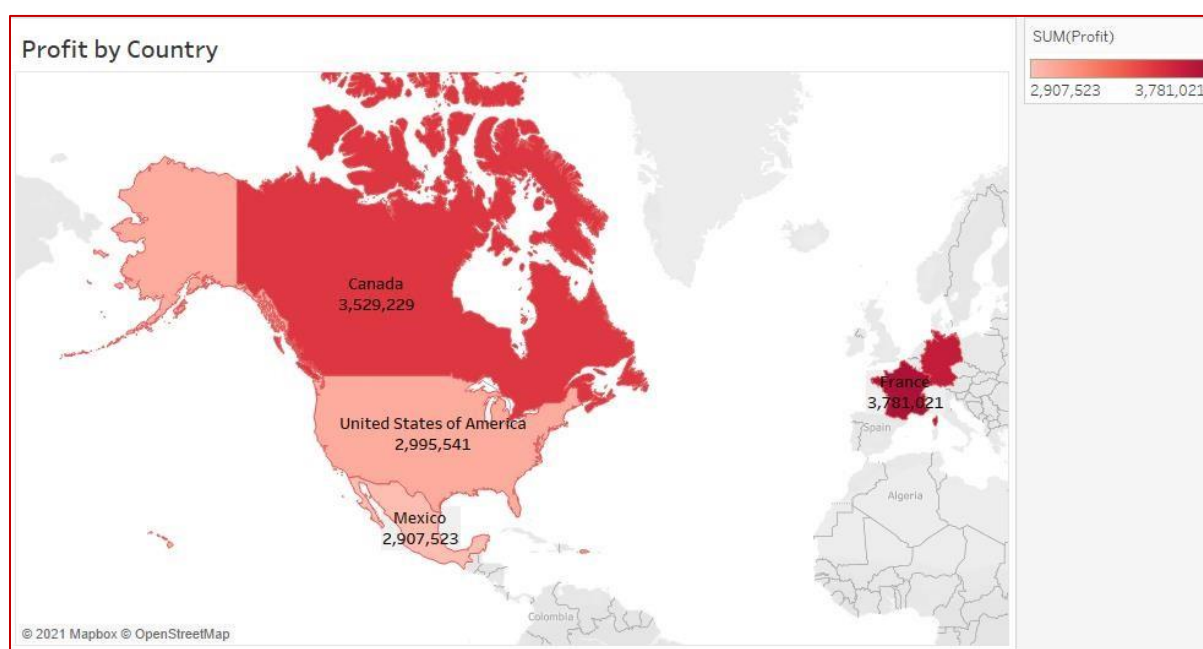 Profit by Country
SUM(Profit)
2,907,523 3,781,021
Canada
3,529,229
United States of America
2,995,541
Mexico
2,907,523
France
3,781,021
Spain
Algeria
Colombia
© 2021 Mapbox © OpenStreetMap